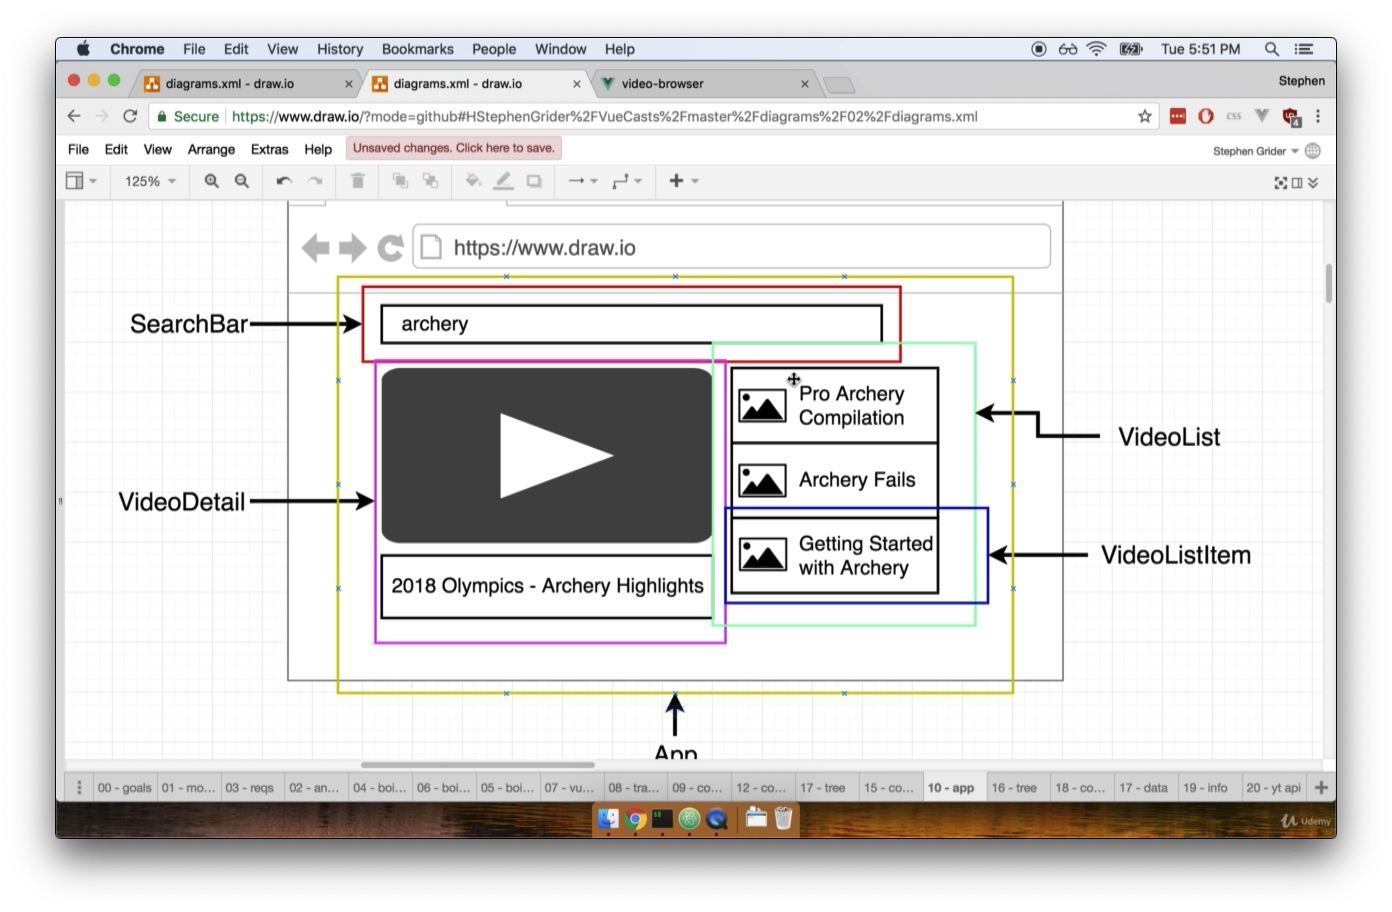 Chrome File Edit View History Bookmarks People Window Help Tue 5:51 PM
diagrams.xml - draw.io diagrams.xml - draw.io video-browser Stephen
Secure https://www.draw.io/?mode=github#HStephenGrider%2FVueCasts%2Fmaster%2Fdiagrams%2F02%2Fdiagrams.xml CSS 4
File Edit View Arrange Extras Help Unsaved changes. Click here to save. Stephen Grider
125%
https://www.draw.io
SearchBar
archery
Pro Archery
Compilation
VideoList
Archery Fails
VideoDetail
Getting Started
with Archery
VideoListItem
2018 Olympics - Archery Highlights
App
00 - goals 01 - mo... 03 - reqs 02 - an... 04 - boi... 06 - boi... 05 - boi... 07 - vu... 08 - tra... 09 - co... 12 - co... 17 - tree 15 - co... 10 - app 16 - tree 18 - co... 17 - data 19 - info 20 - yt api
Udemy